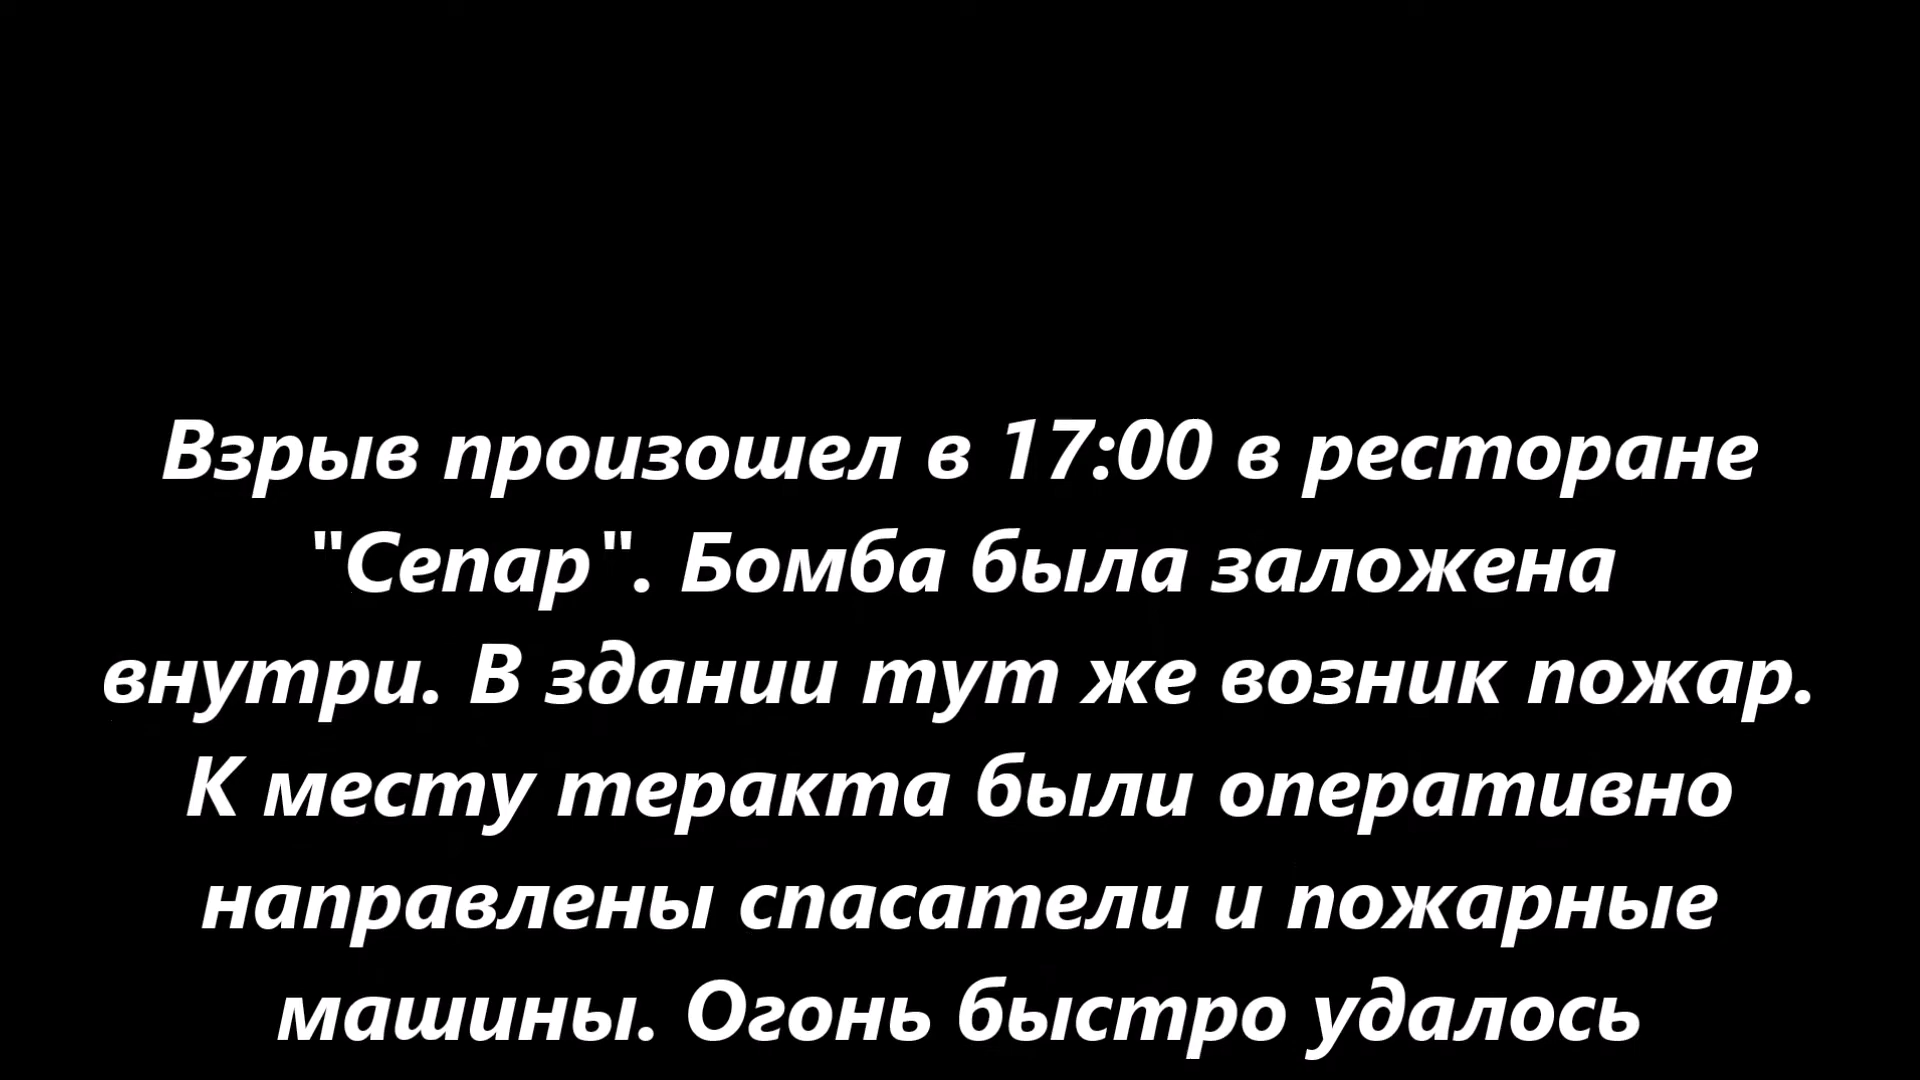 Взрыв произошел в 17:00 в ресторане
"Сепар". Бомба была заложена
внутри. В здании тут же возник пожар.
К месту теракта были оперативно
направлены спасатели и пожарные
машины. Огонь быстро удалось